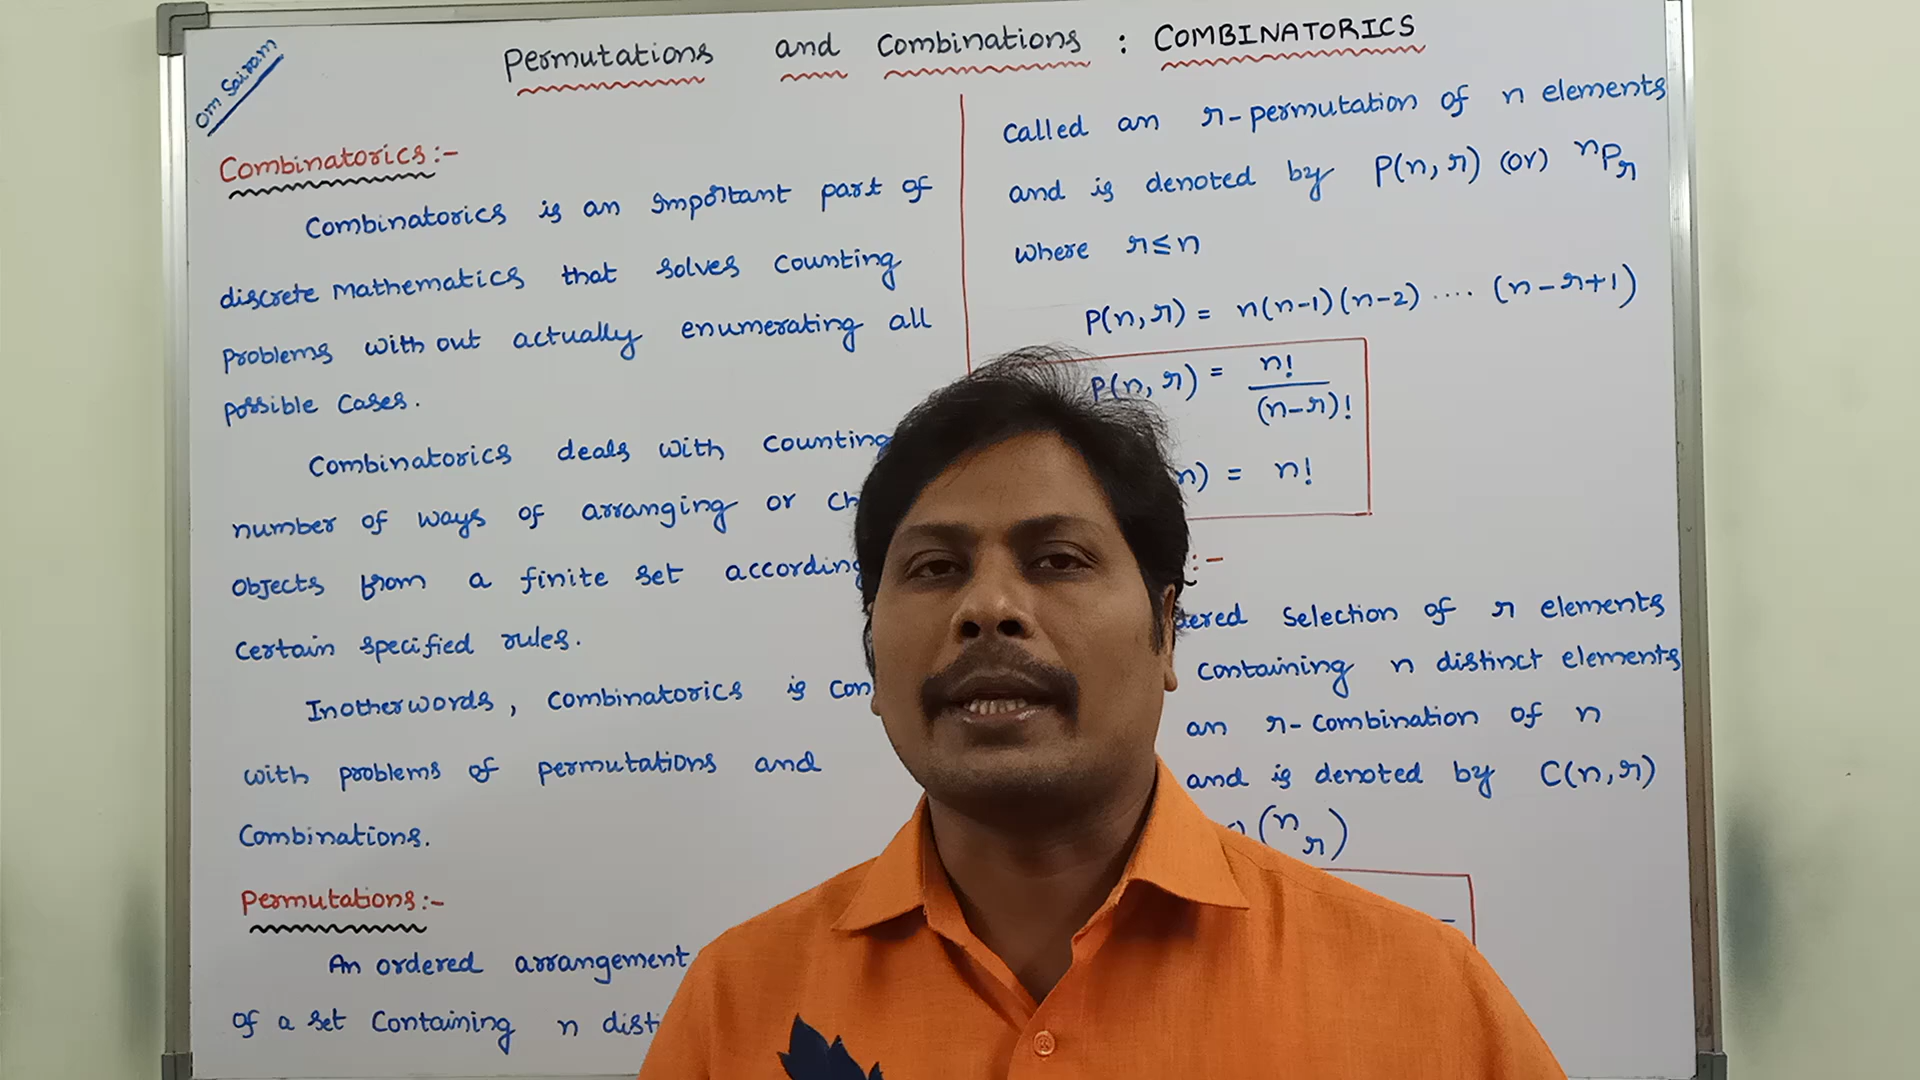 Om Sairam
Permutations and Combinations : COMBINATORICS
Combinatorics :-
Combinatorics is an important part of
discrete Mathematics that solves counting
problems with out actually enumerating all
possible cases.
Combinatorics deals with counting
number of ways of arranging or
objects from a finite set according
certain specified rules.
Inotherwords, combinatorics is
with problems of permutations and
Combinations.
Permutations :-
An ordered arrangement
of a set containing n
called an r-permutation of n elements
and is denoted by P(n, r) (or) ⁿPᵣ
where r≤n
P(n, r) = n(n-1)(n-2) .... (n-r+1)
P(n, r) = n!/(n-r)!
n) = n!
:-
selection of r elements
containing n distinct elements
an r-combination of n
and is denoted by C(n, r)
(n r)